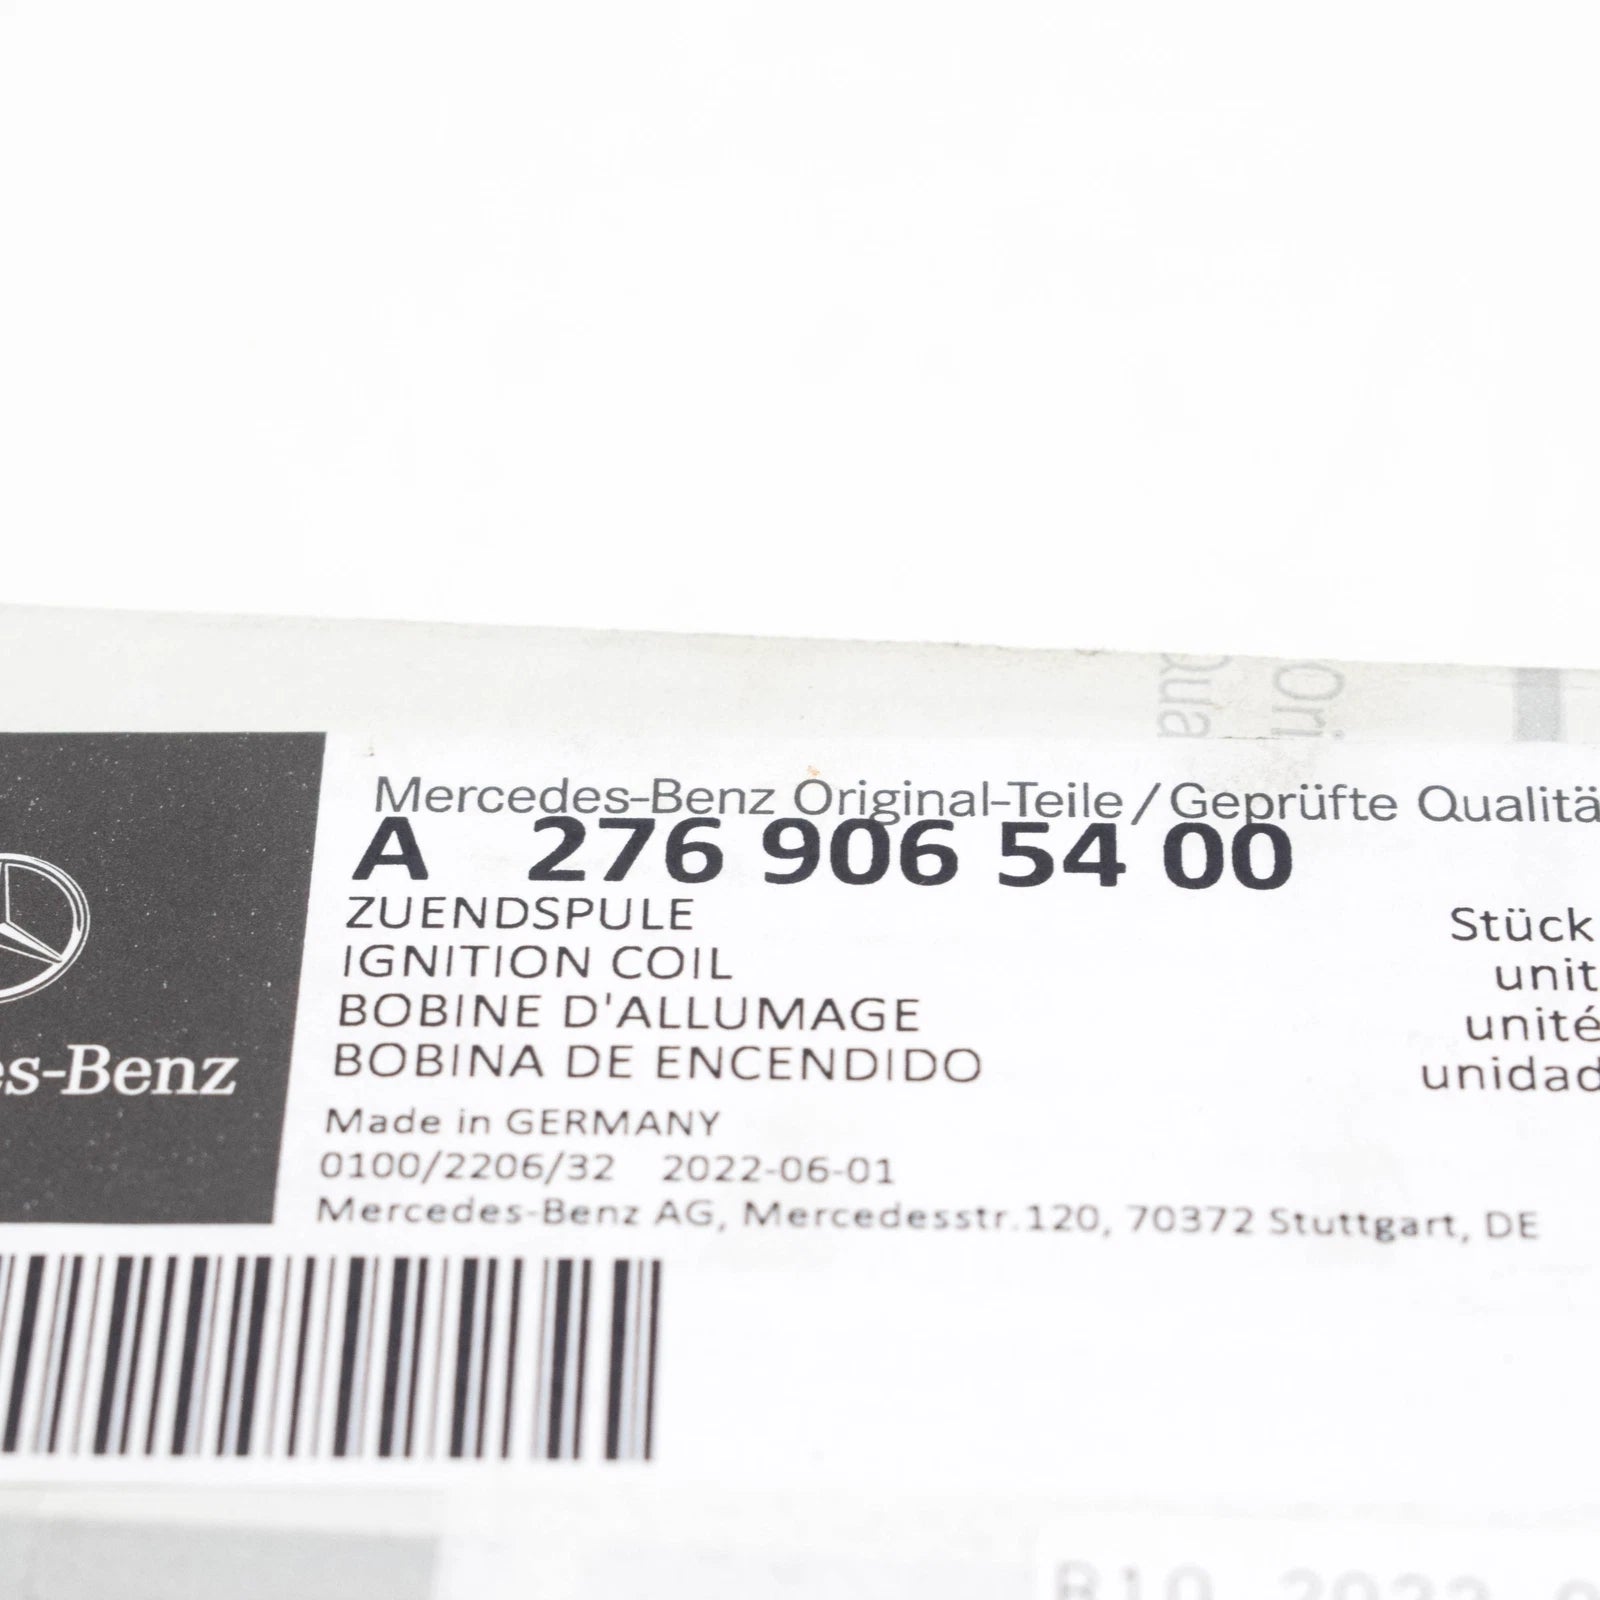 Ori
Qua
Mercedes-Benz Original-Teile/Geprüfte Qualitä
A 276 906 54 00
ZUENDSPULE
IGNITION COIL
BOBINE D'ALLUMAGE
BOBINA DE ENCENDIDO
Stück
unit
unité
unidad
es-Benz
Made in GERMANY
0100/2206/32 2022-06-01
Mercedes-Benz AG, Mercedesstr.120, 70372 Stuttgart, DE